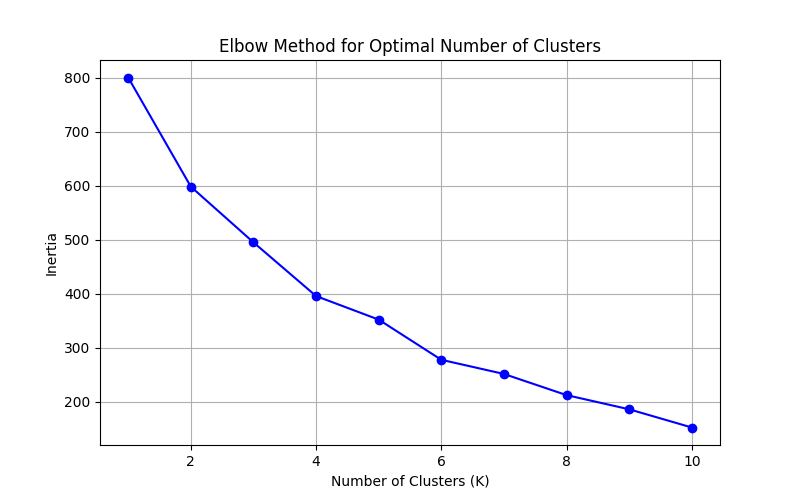 Elbow Method for Optimal Number of Clusters
800
700
600
500
400
300
200
Inertia
2 4 6 8 10
Number of Clusters (K)